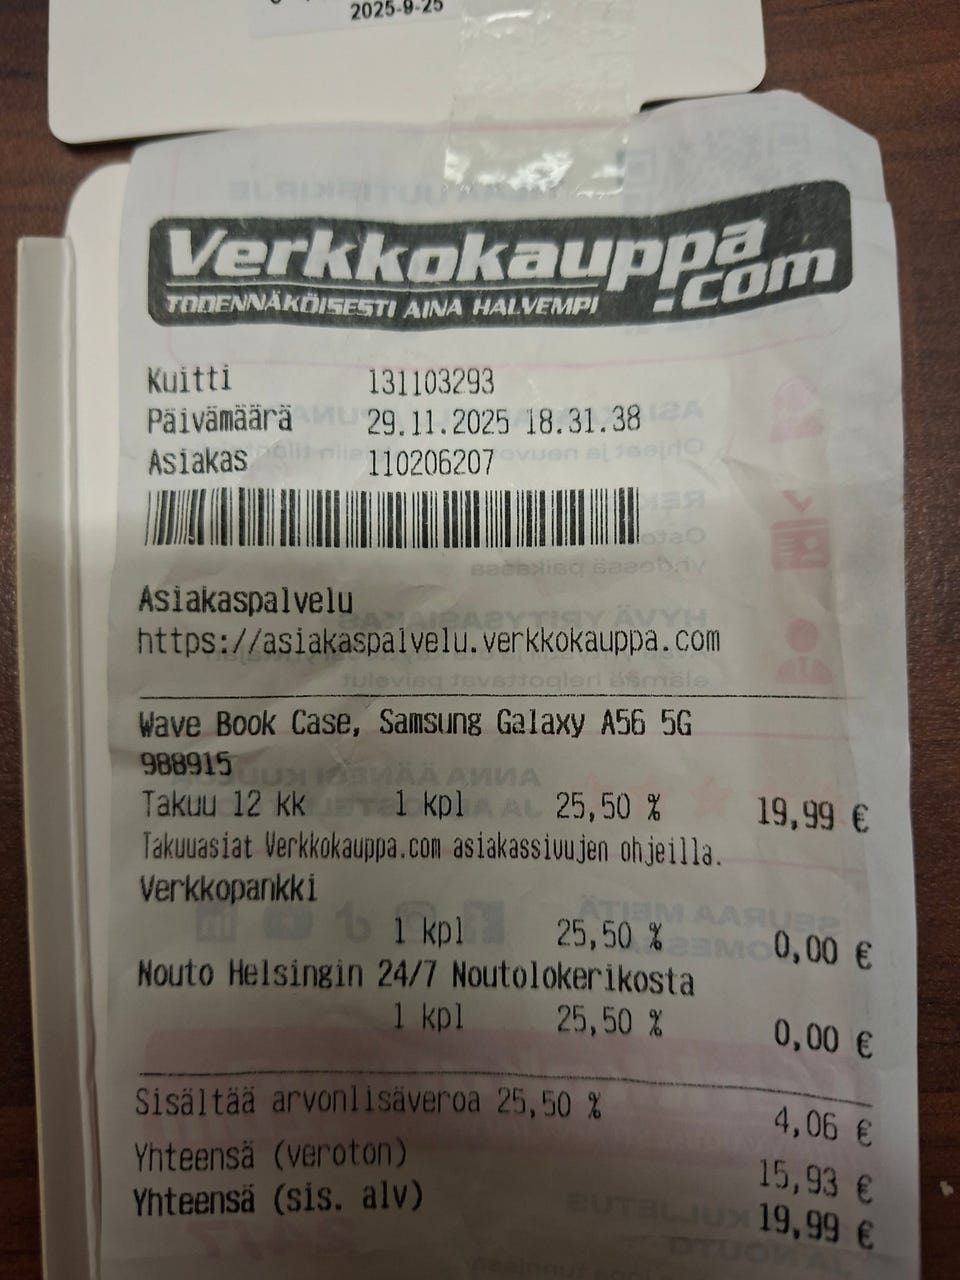 2025-9-25
Verkkokauppa
.com
TODENNÄKÖISESTI AINA HALVEMPI
Kuitti 131103293
Päivämäärä 29.11.2025 18.31.38
Asiakas 110206207
Asiakaspalvelu
https://asiakaspalvelu.verkkokauppa.com
Wave Book Case, Samsung Galaxy A56 5G
988915
Takuu 12 kk 1 kpl 25,50 % 19,99 €
Takuuasiat Verkkokauppa.com asiakassivujen ohjeilla.
Verkkopankki
1 kpl 25,50 % 0,00 €
Nouto Helsingin 24/7 Noutolokerikosta
1 kpl 25,50 % 0,00 €
Sisältää arvonlisäveroa 25,50 % 4,06 €
Yhteensä (veroton) 15,93 €
Yhteensä (sis. alv) 19,99 €